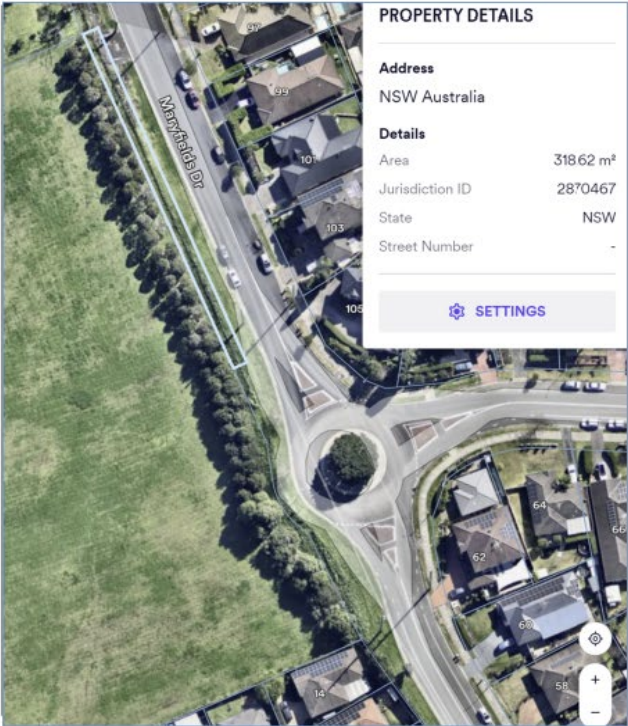 PROPERTY DETAILS
Address
NSW Australia
Details
Area 318.62 m²
Jurisdiction ID 2870467
State NSW
Street Number -
SETTINGS
97
99
Maryfields Dr
101
103
105
64
66
62
60
58
14
+
−